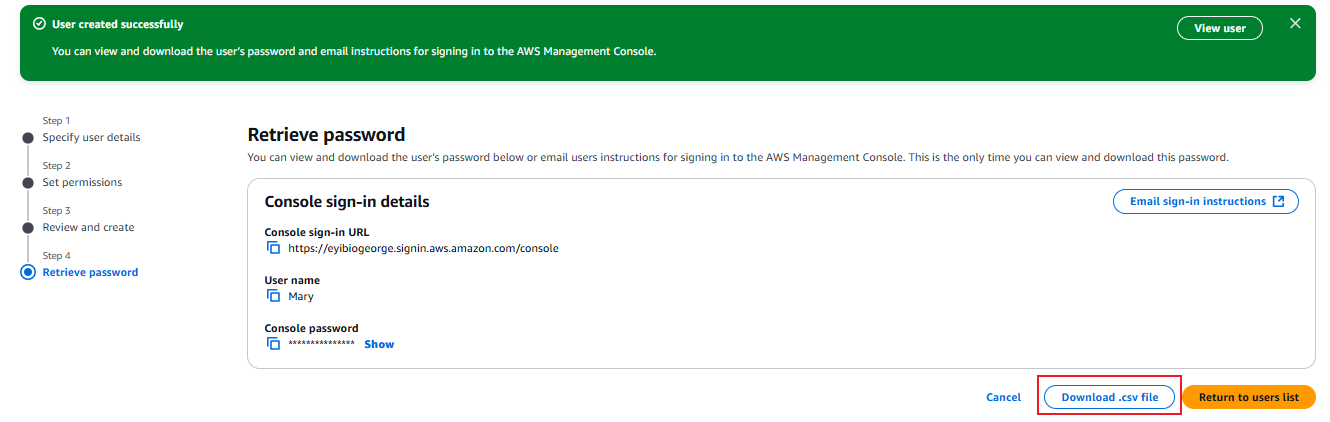 User created successfully
You can view and download the user's password and email instructions for signing in to the AWS Management Console.
View user
Step 1
Specify user details
Step 2
Set permissions
Step 3
Review and create
Step 4
Retrieve password
Retrieve password
You can view and download the user's password below or email users instructions for signing in to the AWS Management Console. This is the only time you can view and download this password.
Console sign-in details
Email sign-in instructions
Console sign-in URL
https://eyibiogeorge.signin.aws.amazon.com/console
User name
Mary
Console password
*************** Show
Cancel
Download .csv file
Return to users list